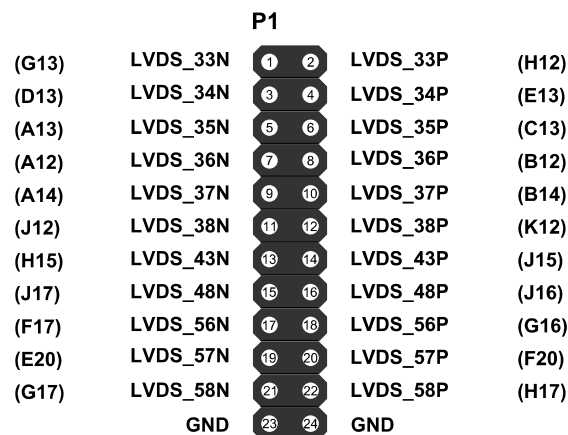 P1
(G13) LVDS_33N 1 2 LVDS_33P (H12)
(D13) LVDS_34N 3 4 LVDS_34P (E13)
(A13) LVDS_35N 5 6 LVDS_35P (C13)
(A12) LVDS_36N 7 8 LVDS_36P (B12)
(A14) LVDS_37N 9 10 LVDS_37P (B14)
(J12) LVDS_38N 11 12 LVDS_38P (K12)
(H15) LVDS_43N 13 14 LVDS_43P (J15)
(J17) LVDS_48N 15 16 LVDS_48P (J16)
(F17) LVDS_56N 17 18 LVDS_56P (G16)
(E20) LVDS_57N 19 20 LVDS_57P (F20)
(G17) LVDS_58N 21 22 LVDS_58P (H17)
GND 23 24 GND